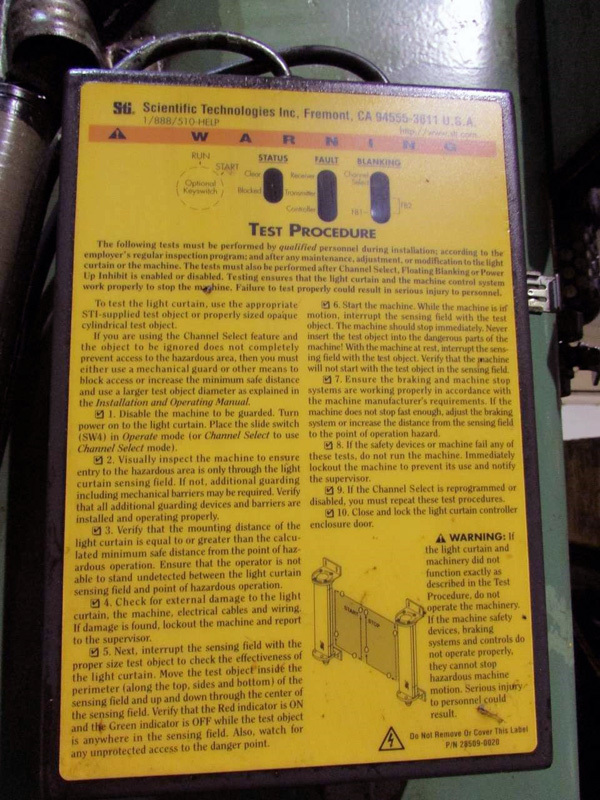 STi. Scientific Technologies Inc, Fremont, CA 94555-3611 U.S.A.
1/888/510-HELP
http://www.sti.com
WARNING
RUN
START
Optional
Keyswitch
STATUS
Clear
Blocked
FAULT
Receiver
Transmitter
Controller
BLANKING
Channel
Select
FB1
FB2
TEST PROCEDURE
The following tests must be performed by qualified personnel during installation; according to the
employer's regular inspection program; and after any maintenance, adjustment, or modification to the light
curtain or the machine. The tests must also be performed after Channel Select, Floating Blanking or Power
Up Inhibit is enabled or disabled. Testing ensures that the light curtain and the machine control system
work properly to stop the machine. Failure to test properly could result in serious injury to personnel.
To test the light curtain, use the appropriate
STI-supplied test object or properly sized opaque
cylindrical test object.
If you are using the Channel Select feature and
the object to be ignored does not completely
prevent access to the hazardous area, then you must
either use a mechanical guard or other means to
block access or increase the minimum safe distance
and use a larger test object diameter as explained in
the Installation and Operating Manual.
☑ 1. Disable the machine to be guarded. Turn
power on to the light curtain. Place the slide switch
(SW4) in Operate mode (or Channel Select to use
Channel Select mode).
☑ 2. Visually inspect the machine to ensure
entry to the hazardous area is only through the light
curtain sensing field. If not, additional guarding
including mechanical barriers may be required. Verify
that all additional guarding devices and barriers are
installed and operating properly.
☑ 3. Verify that the mounting distance of the
light curtain is equal to or greater than the calcu-
lated minimum safe distance from the point of haz-
ardous operation. Ensure that the operator is not
able to stand undetected between the light curtain
sensing field and point of hazardous operation.
☑ 4. Check for external damage to the light
curtain, the machine, electrical cables and wiring.
If damage is found, lockout the machine and report
to the supervisor.
☑ 5. Next, interrupt the sensing field with the
proper size test object to check the effectiveness of
the light curtain. Move the test object inside the
perimeter (along the top, sides and bottom) of the
sensing field and up and down through the center of
the sensing field. Verify that the Red indicator is ON
and the Green indicator is OFF while the test object
is anywhere in the sensing field. Also, watch for
any unprotected access to the danger point.
☑ 6. Start the machine. While the machine is in
motion, interrupt the sensing field with the test
object. The machine should stop immediately. Never
insert the test object into the dangerous parts of the
machine! With the machine at rest, interrupt the sens-
ing field with the test object. Verify that the machine
will not start with the test object in the sensing field.
☑ 7. Ensure the braking and machine stop
systems are working properly in accordance with
the machine manufacturer's requirements. If the
machine does not stop fast enough, adjust the braking
system or increase the distance from the sensing field
to the point of operation hazard.
☑ 8. If the safety devices or machine fail any of
these tests, do not run the machine. Immediately
lockout the machine to prevent its use and notify
the supervisor.
☑ 9. If the Channel Select is reprogrammed or
disabled, you must repeat these test procedures.
☑ 10. Close and lock the light curtain controller
enclosure door.
WARNING: If
the light curtain and
machinery did not
function exactly as
described in the Test
Procedure, do not
operate the machinery.
If the machine safety
devices, braking
systems and controls do
not operate properly,
they cannot stop
hazardous machine
motion. Serious injury
to personnel could
result.
START
STOP
Do Not Remove Or Cover This Label
P/N 28509-0020